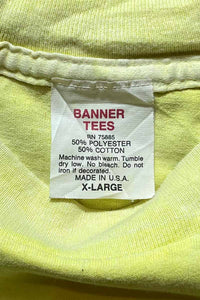 BANNER
TEES
RN 75885
50% POLYESTER
50% COTTON
Machine wash warm. Tumble
dry low. No bleach. Do not
iron if decorated.
MADE IN U.S.A.
X-LARGE